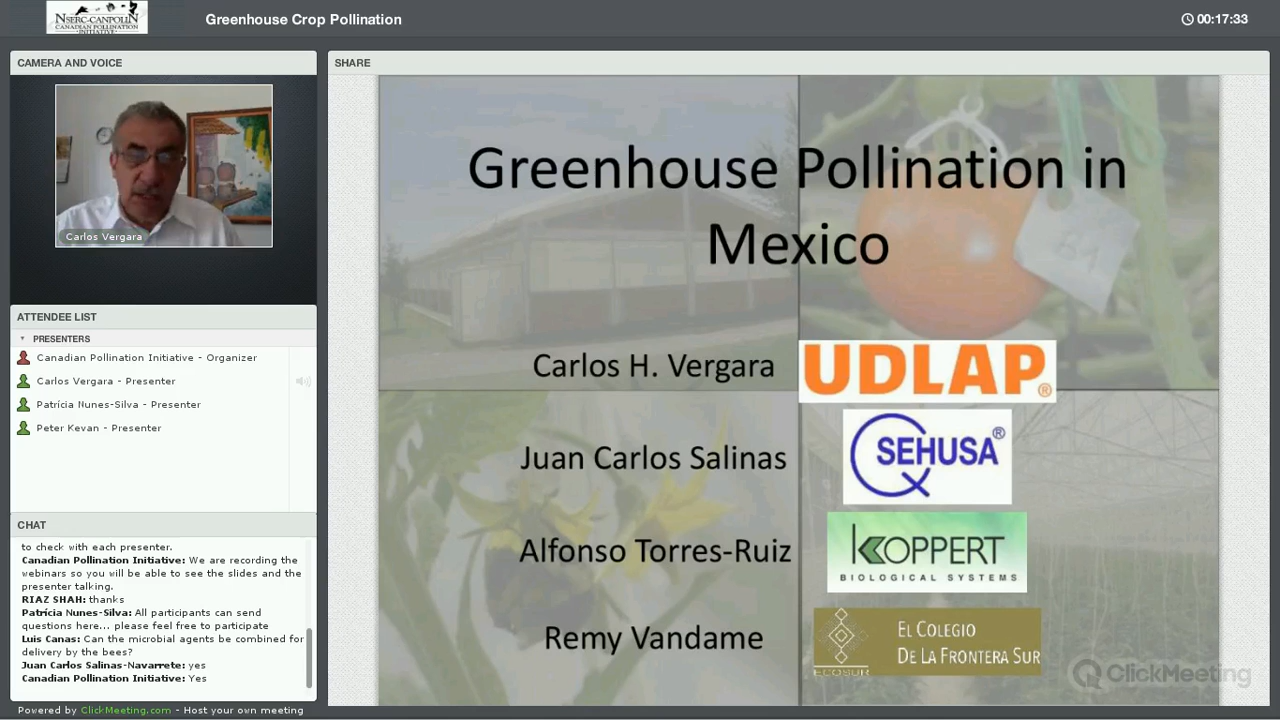 NSERC-CANPOLIN
CANADIAN POLLINATION
INITIATIVE
Greenhouse Crop Pollination
00:17:33
CAMERA AND VOICE
Carlos Vergara
ATTENDEE LIST
PRESENTERS
Canadian Pollination Initiative - Organizer
Carlos Vergara - Presenter
Patrícia Nunes-Silva - Presenter
Peter Kevan - Presenter
CHAT
to check with each presenter.
Canadian Pollination Initiative: We are recording the
webinars so you will be able to see the slides and the
presenter talking.
RIAZ SHAH: thanks
Patrícia Nunes-Silva: All participants can send
questions here... please feel free to participate
Luis Canas: Can the microbial agents be combined for
delivery by the bees?
Juan Carlos Salinas-Navarrete: yes
Canadian Pollination Initiative: Yes
Powered by ClickMeeting.com - Host your own meeting
SHARE
Greenhouse Pollination in
Mexico
Carlos H. Vergara
UDLAP®
Juan Carlos Salinas
SEHUSA®
Alfonso Torres-Ruiz
KOPPERT
BIOLOGICAL SYSTEMS
Remy Vandame
EL COLEGIO
DE LA FRONTERA SUR
ECOSUR
ClickMeeting